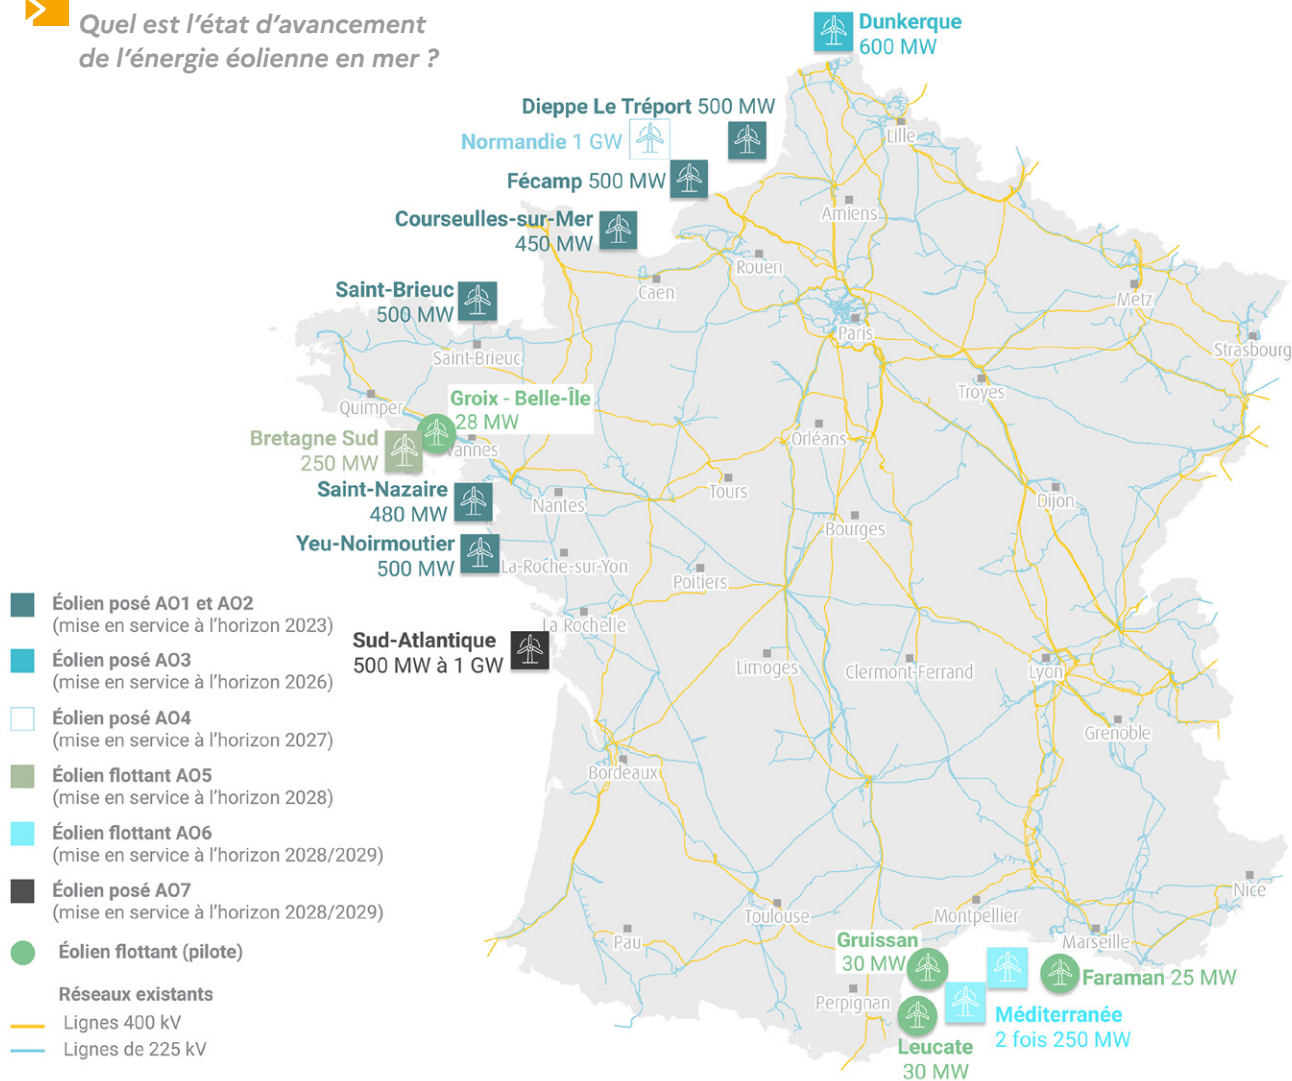 Quel est l'état d'avancement
de l'énergie éolienne en mer ?
Dunkerque
600 MW
Dieppe Le Tréport 500 MW
Normandie 1 GW
Fécamp 500 MW
Courseulles-sur-Mer
450 MW
Saint-Brieuc
500 MW
Groix - Belle-Île
28 MW
Bretagne Sud
250 MW
Saint-Nazaire
480 MW
Yeu-Noirmoutier
500 MW
Sud-Atlantique
500 MW à 1 GW
Lille
Amiens
Rouen
Caen
Metz
Paris
Strasbourg
Saint-Brieuc
Troyes
Quimper
Orléans
Vannes
Tours
Nantes
Dijon
Bourges
La-Roche-sur-Yon
Poitiers
La Rochelle
Limoges
Clermont-Ferrand
Lyon
Grenoble
Bordeaux
Nice
Toulouse
Montpellier
Marseille
Pau
Perpignan
Gruissan
30 MW
Faraman 25 MW
Méditerranée
2 fois 250 MW
Leucate
30 MW
Éolien posé AO1 et AO2
(mise en service à l'horizon 2023)
Éolien posé AO3
(mise en service à l'horizon 2026)
Éolien posé AO4
(mise en service à l'horizon 2027)
Éolien flottant AO5
(mise en service à l'horizon 2028)
Éolien flottant AO6
(mise en service à l'horizon 2028/2029)
Éolien posé AO7
(mise en service à l'horizon 2028/2029)
Éolien flottant (pilote)
Réseaux existants
Lignes 400 kV
Lignes de 225 kV